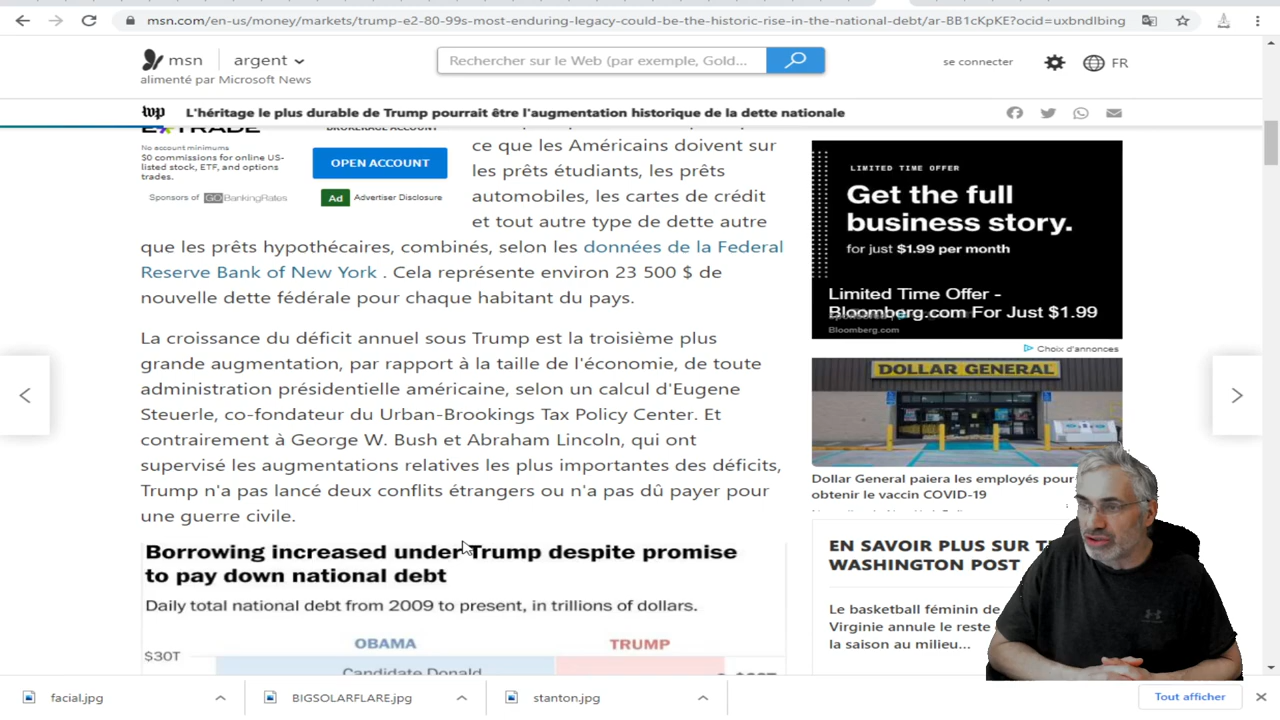 msn.com/en-us/money/markets/trump-e2-80-99s-most-enduring-legacy-could-be-the-historic-rise-in-the-national-debt/ar-BB1cKpKE?ocid=uxbndlbing
msn
argent
alimenté par Microsoft News
Rechercher sur le Web (par exemple, Gold...
se connecter
FR
wp
L'héritage le plus durable de Trump pourrait être l'augmentation historique de la dette nationale
No account minimums
$0 commissions for online US-
listed stock, ETF, and options
trades.
Sponsors of GOBankingRates
BROKERAGE ACCOUNT
OPEN ACCOUNT
Ad Advertiser Disclosure
ce que les Américains doivent sur
les prêts étudiants, les prêts
automobiles, les cartes de crédit
et tout autre type de dette autre
que les prêts hypothécaires, combinés, selon les données de la Federal
Reserve Bank of New York . Cela représente environ 23 500 $ de
nouvelle dette fédérale pour chaque habitant du pays.
La croissance du déficit annuel sous Trump est la troisième plus
grande augmentation, par rapport à la taille de l'économie, de toute
administration présidentielle américaine, selon un calcul d'Eugene
Steuerle, co-fondateur du Urban-Brookings Tax Policy Center. Et
contrairement à George W. Bush et Abraham Lincoln, qui ont
supervisé les augmentations relatives les plus importantes des déficits,
Trump n'a pas lancé deux conflits étrangers ou n'a pas dû payer pour
une guerre civile.
Borrowing increased under Trump despite promise
to pay down national debt
Daily total national debt from 2009 to present, in trillions of dollars.
OBAMA
TRUMP
$30T
Candidate Donald
LIMITED TIME OFFER
Get the full
business story.
for just $1.99 per month
Limited Time Offer -
Bloomberg.com For Just $1.99
Bloomberg.com
Choix d'annonces
DOLLAR GENERAL
Dollar General paiera les employés pour
obtenir le vaccin COVID-19
EN SAVOIR PLUS SUR
WASHINGTON POST
Le basketball féminin de
Virginie annule le reste
la saison au milieu...
facial.jpg
BIGSOLARFLARE.jpg
stanton.jpg
Tout afficher